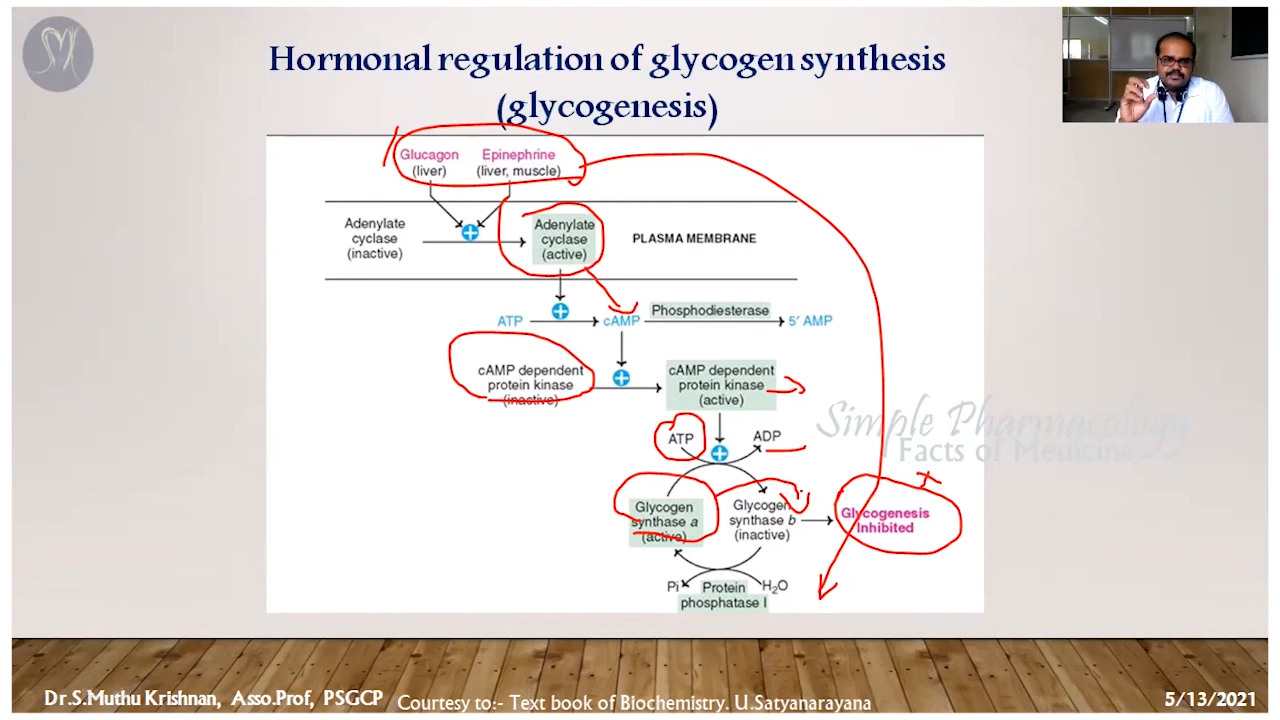 Hormonal regulation of glycogen synthesis
(glycogenesis)
Glucagon
(liver)
Epinephrine
(liver, muscle)
Adenylate
cyclase
(inactive)
Adenylate
cyclase
(active)
PLASMA MEMBRANE
ATP
cAMP
Phosphodiesterase
5' AMP
cAMP dependent
protein kinase
(inactive)
cAMP dependent
protein kinase
(active)
ATP
ADP
Glycogen
synthase a
(active)
Glycogen
synthase b
(inactive)
Glycogenesis
Inhibited
Pi
Protein
phosphatase I
H₂O
Simple Pharmacology
Facts of Medicine
Dr.S.Muthu Krishnan, Asso.Prof, PSGCP
Courtesy to:- Text book of Biochemistry. U.Satyanarayana
5/13/2021